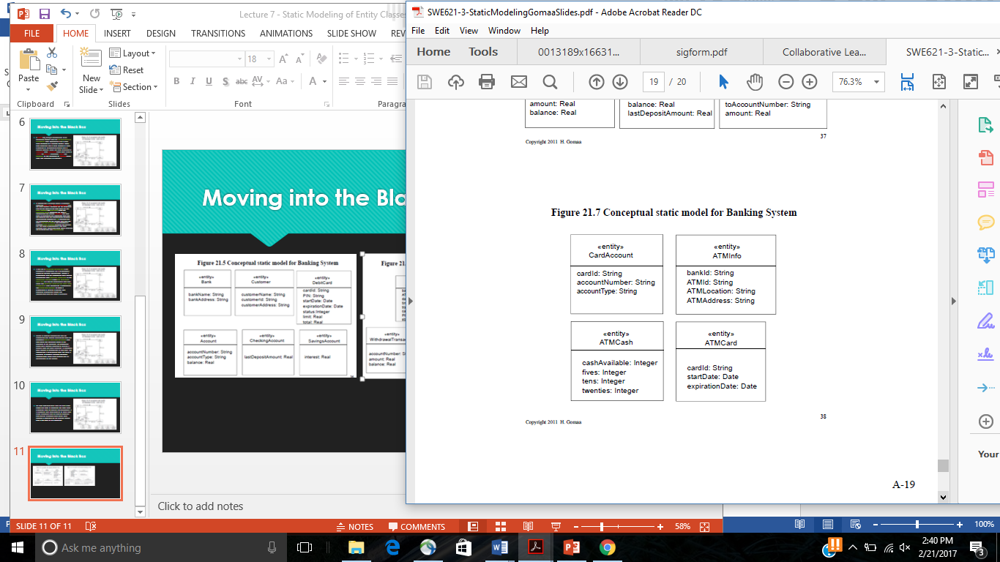 Lecture 7 - Static Modeling of Entity Classe
FILE HOME INSERT DESIGN TRANSITIONS ANIMATIONS SLIDE SHOW REV
Paste
New
Slide
Layout
Reset
Section
18
B I U S abc AV Aa A
Clipboard Slides Font Paragr
6
Moving into the Black Box
7
Moving into the Black Box
8
Moving into the Black Box
9
Moving into the Black Box
10
Moving into the Black Box
11
Moving into the Black Box
Moving into the Bla
Figure 21.5 Conceptual static model for Banking System
«entity»
Bank
bankName: String
bankAddress: String
«entity»
Customer
customerName: String
customerId: String
customerAddress: String
«entity»
DebitCard
cardId: String
PIN: String
startDate: Date
expirationDate: Date
status:Integer
limit: Real
total: Real
«entity»
Account
accountNumber: String
accountType: String
balance: Real
«entity»
CheckingAccount
lastDepositAmount: Real
«entity»
SavingsAccount
interest: Real
Figure 21.
«entity»
WithdrawalTransa
accountNumber: S
amount: Real
balance: Real
Click to add notes
SLIDE 11 OF 11
NOTES
COMMENTS
58%
SWE621-3-StaticModelingGomaaSlides.pdf - Adobe Acrobat Reader DC
File Edit View Window Help
Home Tools 0013189x16631... sigform.pdf Collaborative Lea... SWE621-3-Static...
19 / 20
76.3%
amount: Real
balance: Real
balance: Real
lastDepositAmount: Real
toAccountNumber: String
amount: Real
37
Copyright 2011 H. Gomaa
Figure 21.7 Conceptual static model for Banking System
«entity»
CardAccount
cardId: String
accountNumber: String
accountType: String
«entity»
ATMInfo
bankId: String
ATMId: String
ATMLocation: String
ATMAddress: String
«entity»
ATMCash
cashAvailable: Integer
fives: Integer
tens: Integer
twenties: Integer
«entity»
ATMCard
cardId: String
startDate: Date
expirationDate: Date
38
Copyright 2011 H. Gomaa
A-19
Your
100%
Ask me anything
2:40 PM
2/21/2017
3